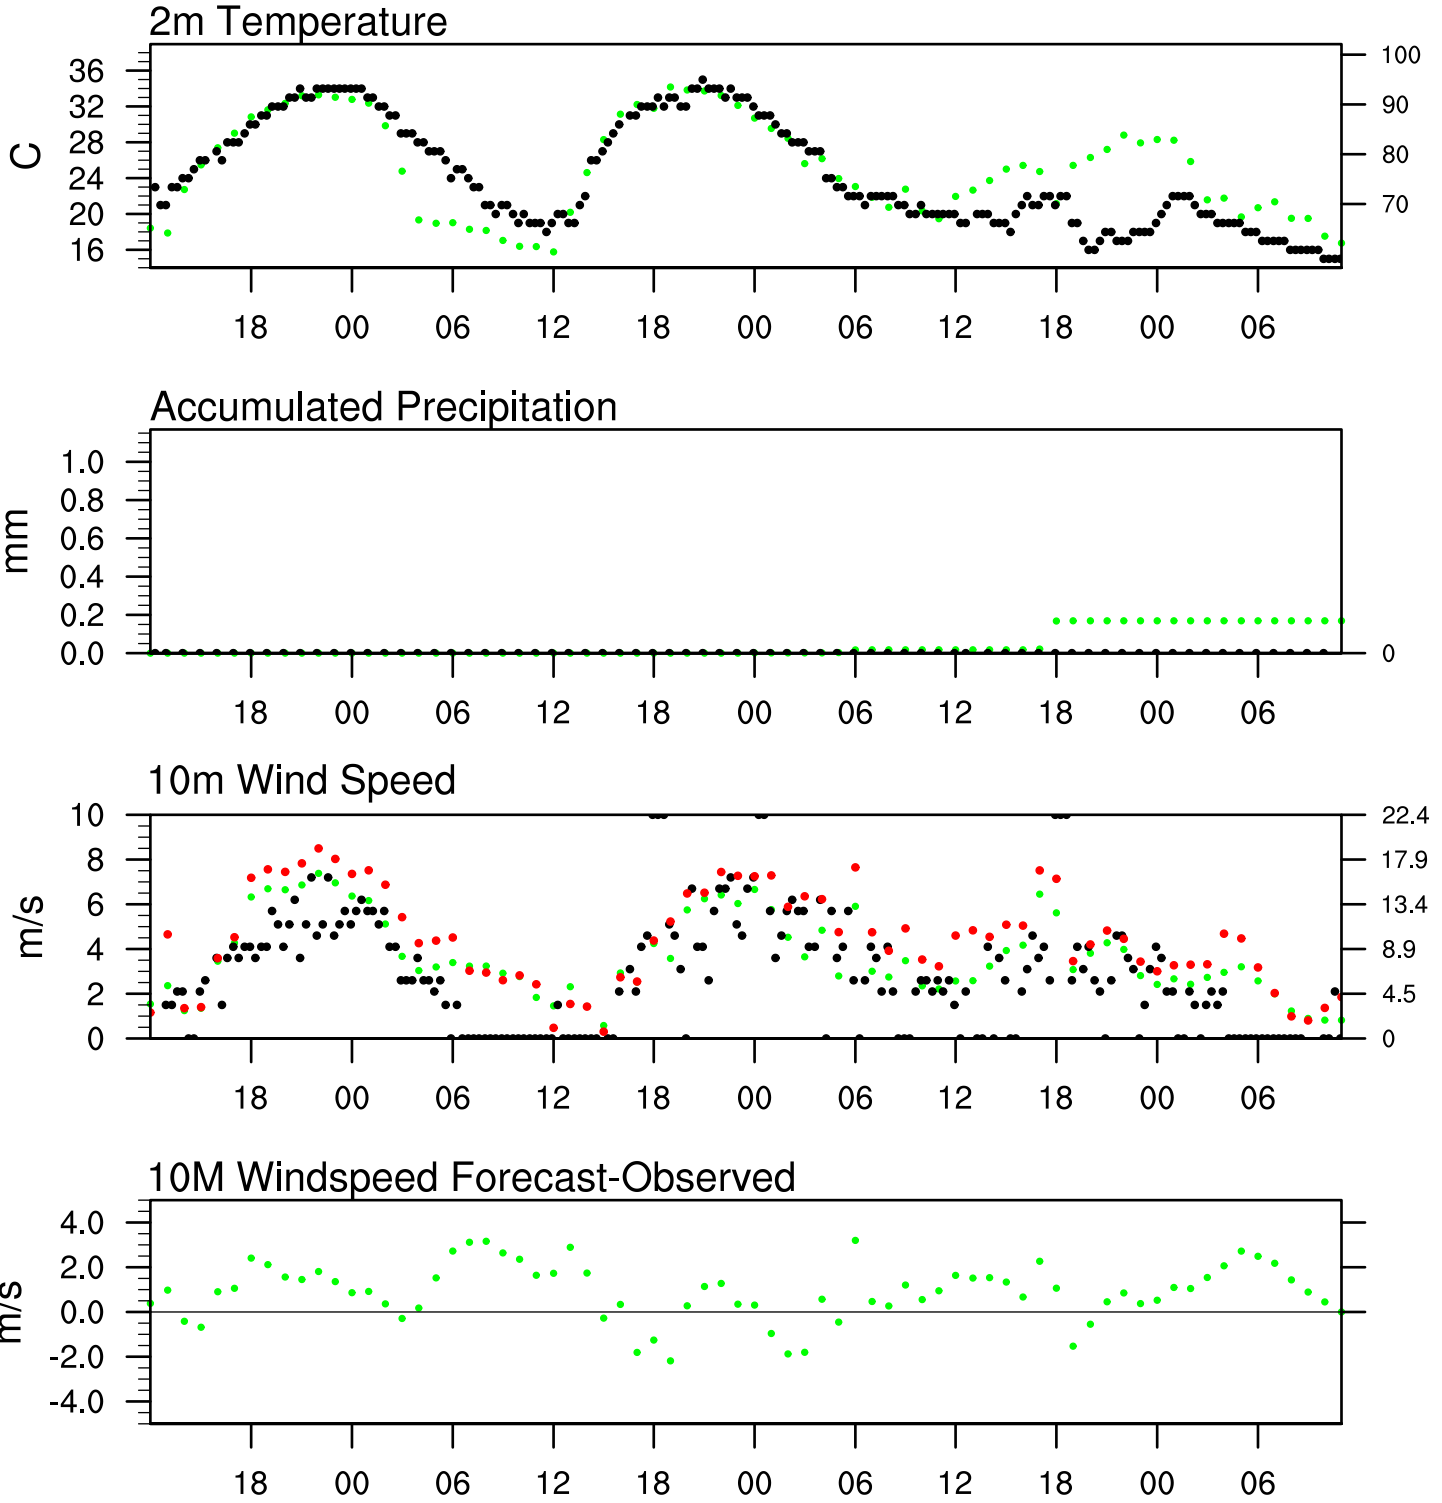 2m Temperature
C
36
32
28
24
20
16
100
90
80
70
18 00 06 12 18 00 06 12 18 00 06
Accumulated Precipitation
mm
1.0
0.8
0.6
0.4
0.2
0.0
0
18 00 06 12 18 00 06 12 18 00 06
10m Wind Speed
m/s
10
8
6
4
2
0
22.4
17.9
13.4
8.9
4.5
0
18 00 06 12 18 00 06 12 18 00 06
10M Windspeed Forecast-Observed
m/s
4.0
2.0
0.0
-2.0
-4.0
18 00 06 12 18 00 06 12 18 00 06